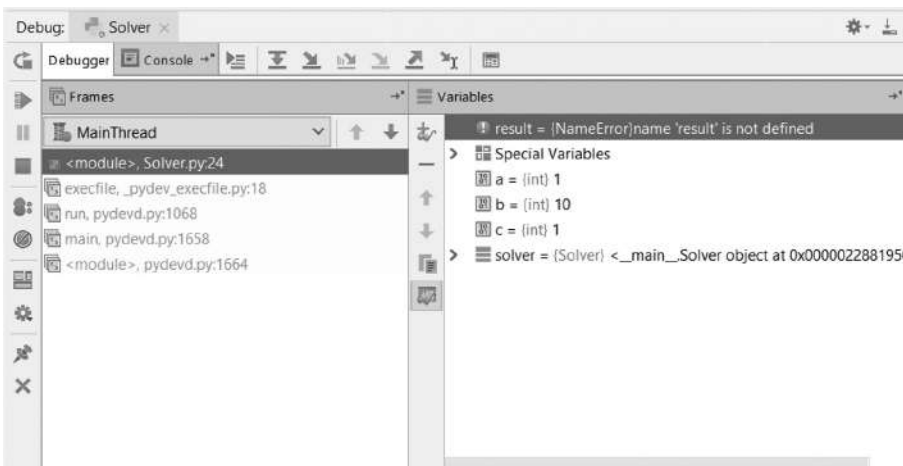 Debug: Solver
Debugger Console
Frames
MainThread
<module>, Solver.py:24
execfile, _pydev_execfile.py:18
run, pydevd.py:1068
main, pydevd.py:1658
<module>, pydevd.py:1664
Variables
result = {NameError}name 'result' is not defined
Special Variables
a = {int} 1
b = {int} 10
c = {int} 1
solver = {Solver} <__main__.Solver object at 0x0000022881950